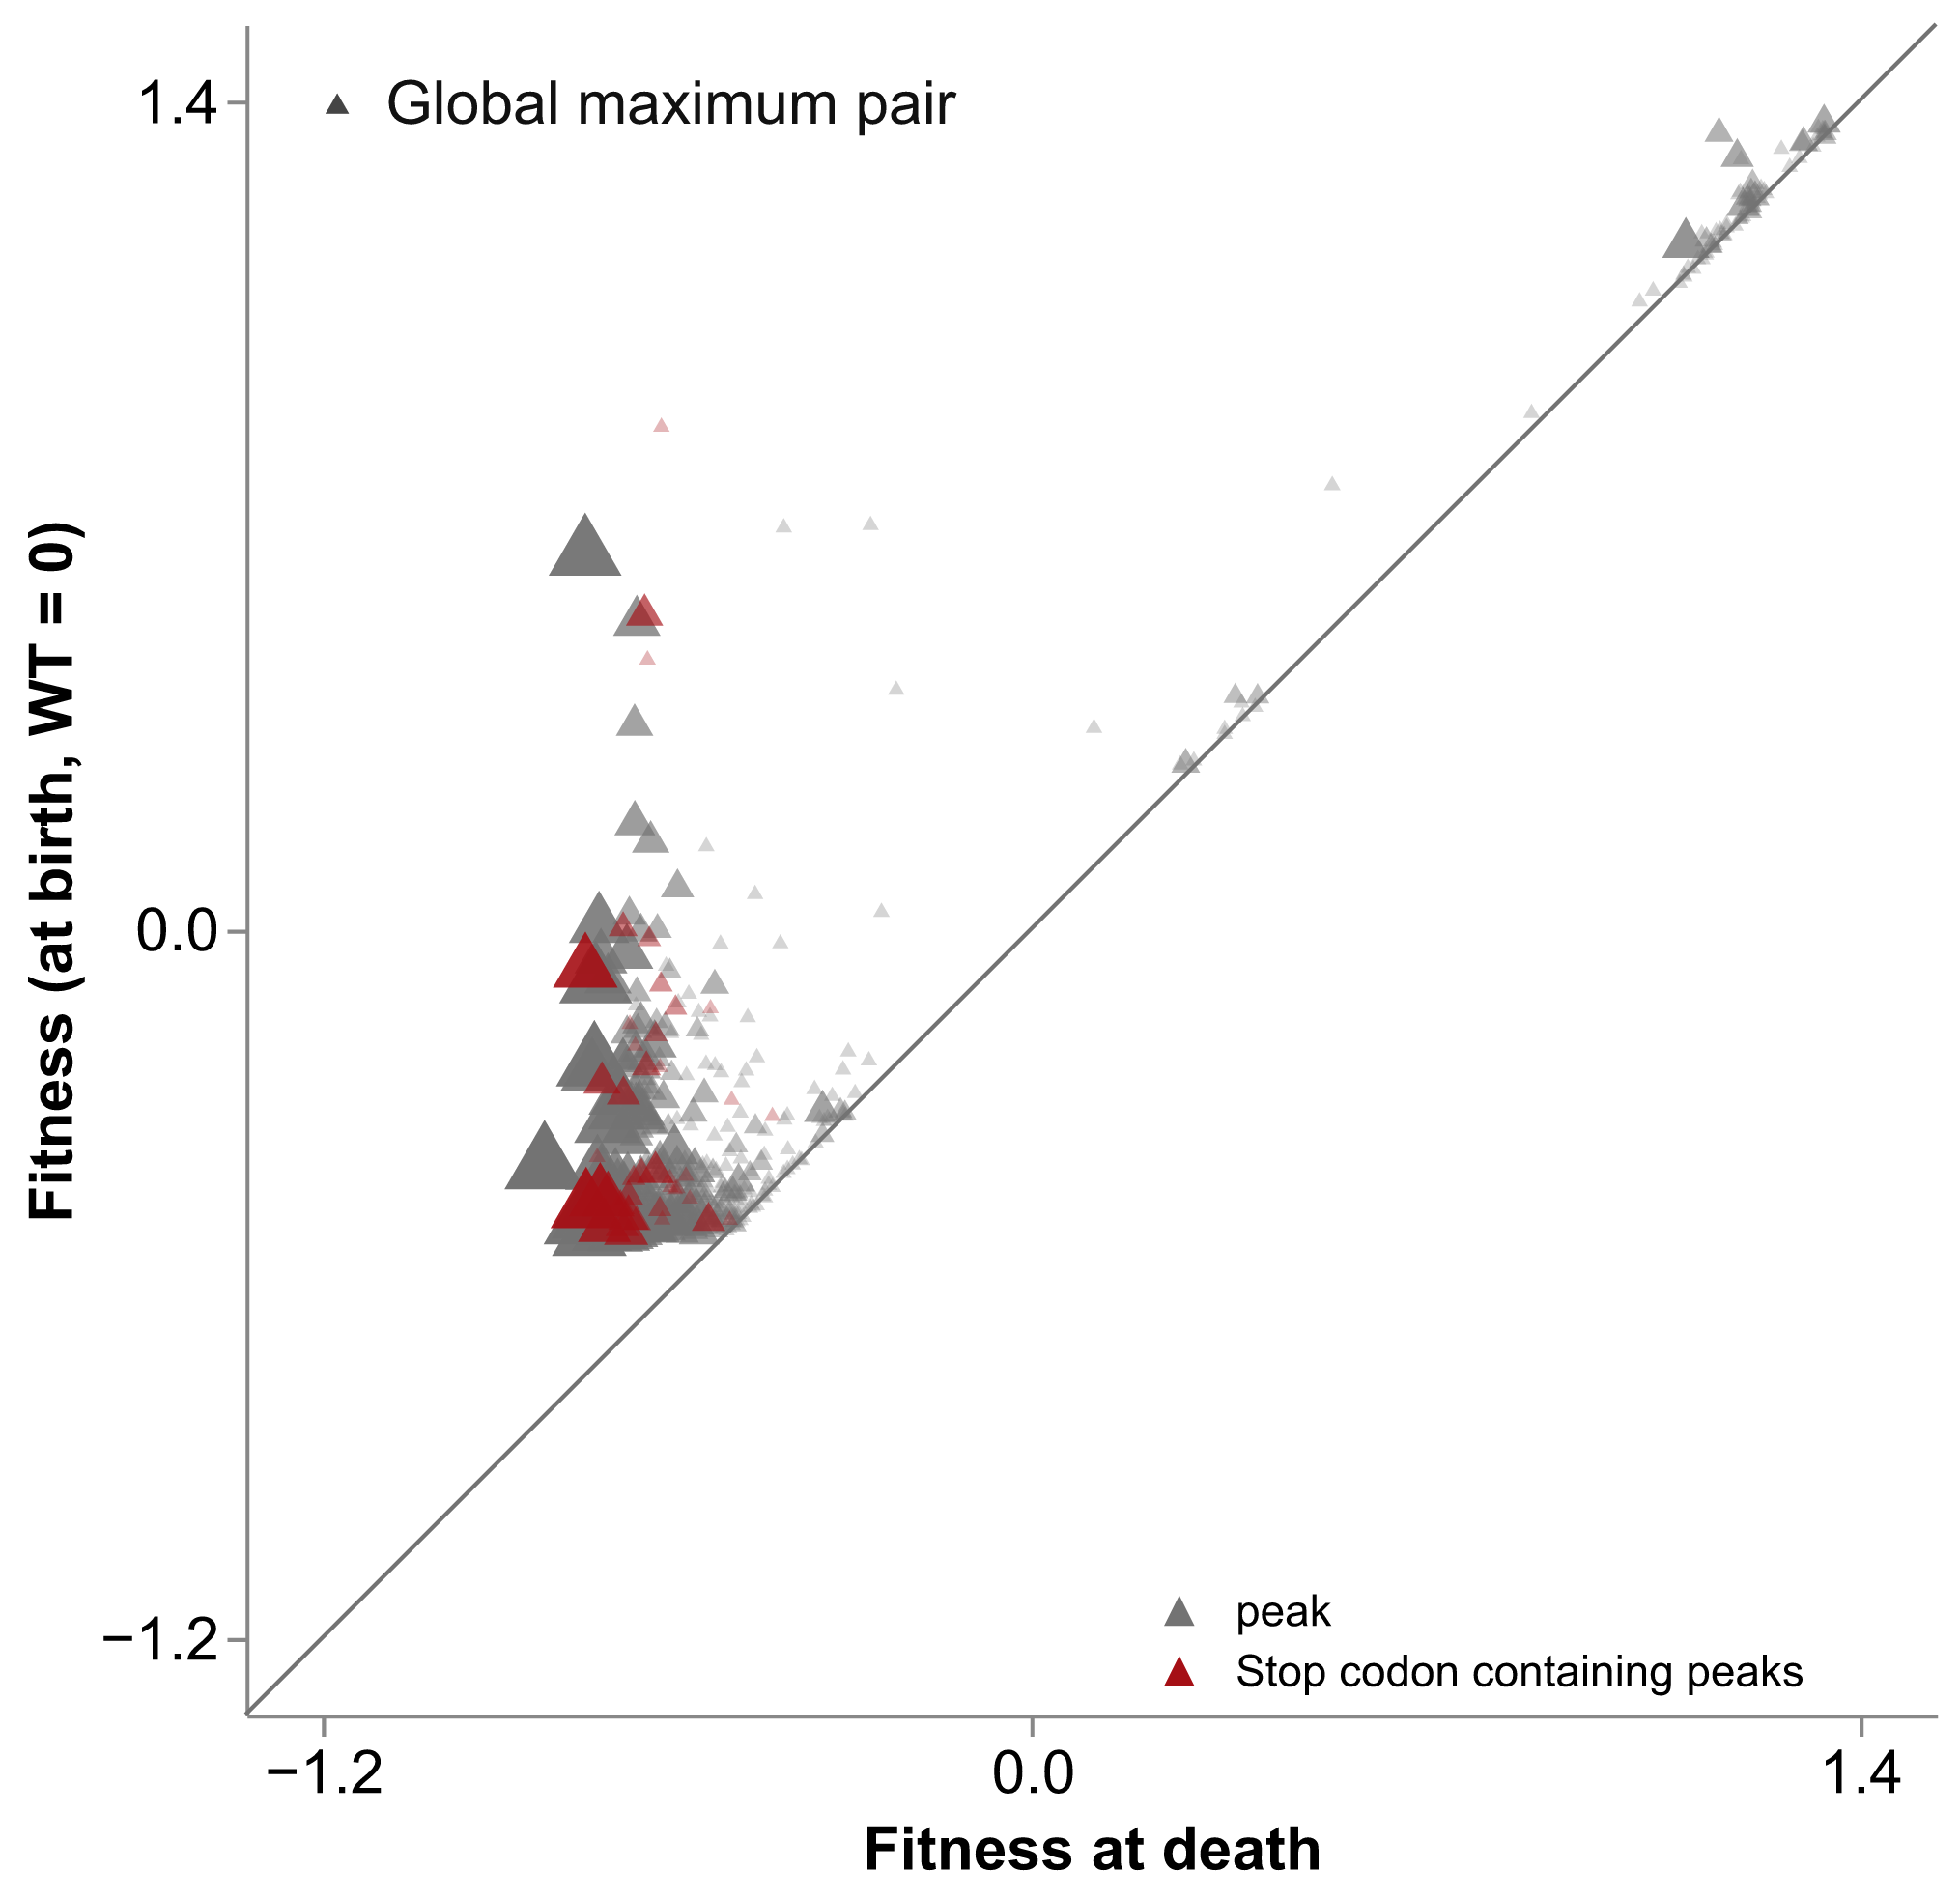 1.4
Global maximum pair
Fitness (at birth, WT = 0)
0.0
−1.2
peak
Stop codon containing peaks
−1.2
0.0
1.4
Fitness at death